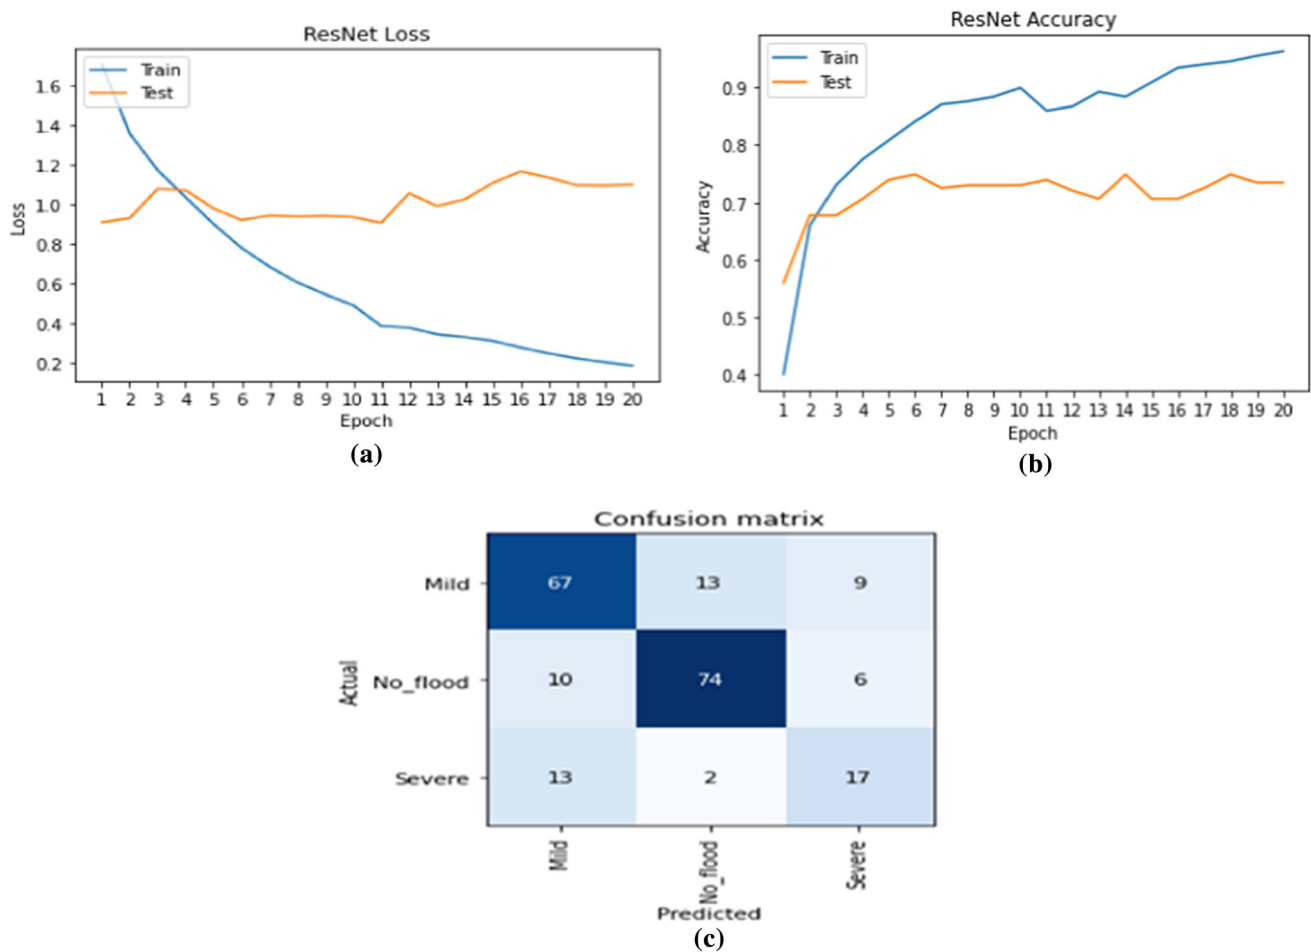 ResNet Loss
Train
Test
1.6
1.4
1.2
1.0
0.8
0.6
0.4
0.2
Loss
1 2 3 4 5 6 7 8 9 10 11 12 13 14 15 16 17 18 19 20
Epoch
(a)
ResNet Accuracy
Train
Test
0.9
0.8
0.7
0.6
0.5
0.4
Accuracy
1 2 3 4 5 6 7 8 9 10 11 12 13 14 15 16 17 18 19 20
Epoch
(b)
Confusion matrix
Mild 67 13 9
Actual
No_flood 10 74 6
Severe 13 2 17
Mild No_flood Severe
Predicted
(c)